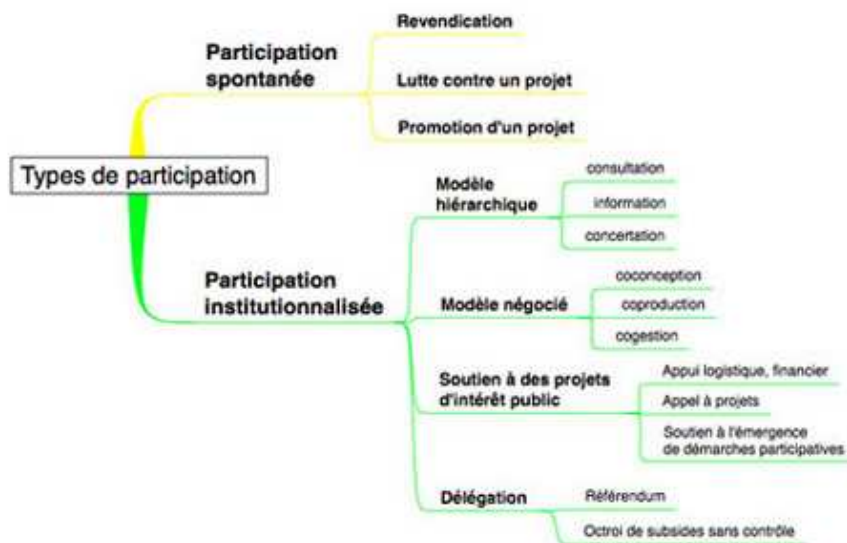 Types de participation
Participation
spontanée
Revendication
Lutte contre un projet
Promotion d'un projet
Participation
institutionnalisée
Modèle
hiérarchique
consultation
information
concertation
Modèle négocié
coconception
coproduction
cogestion
Soutien à des projets
d'intérêt public
Appui logistique, financier
Appel à projets
Soutien à l'émergence
de démarches participatives
Délégation
Référendum
Octroi de subsides sans contrôle